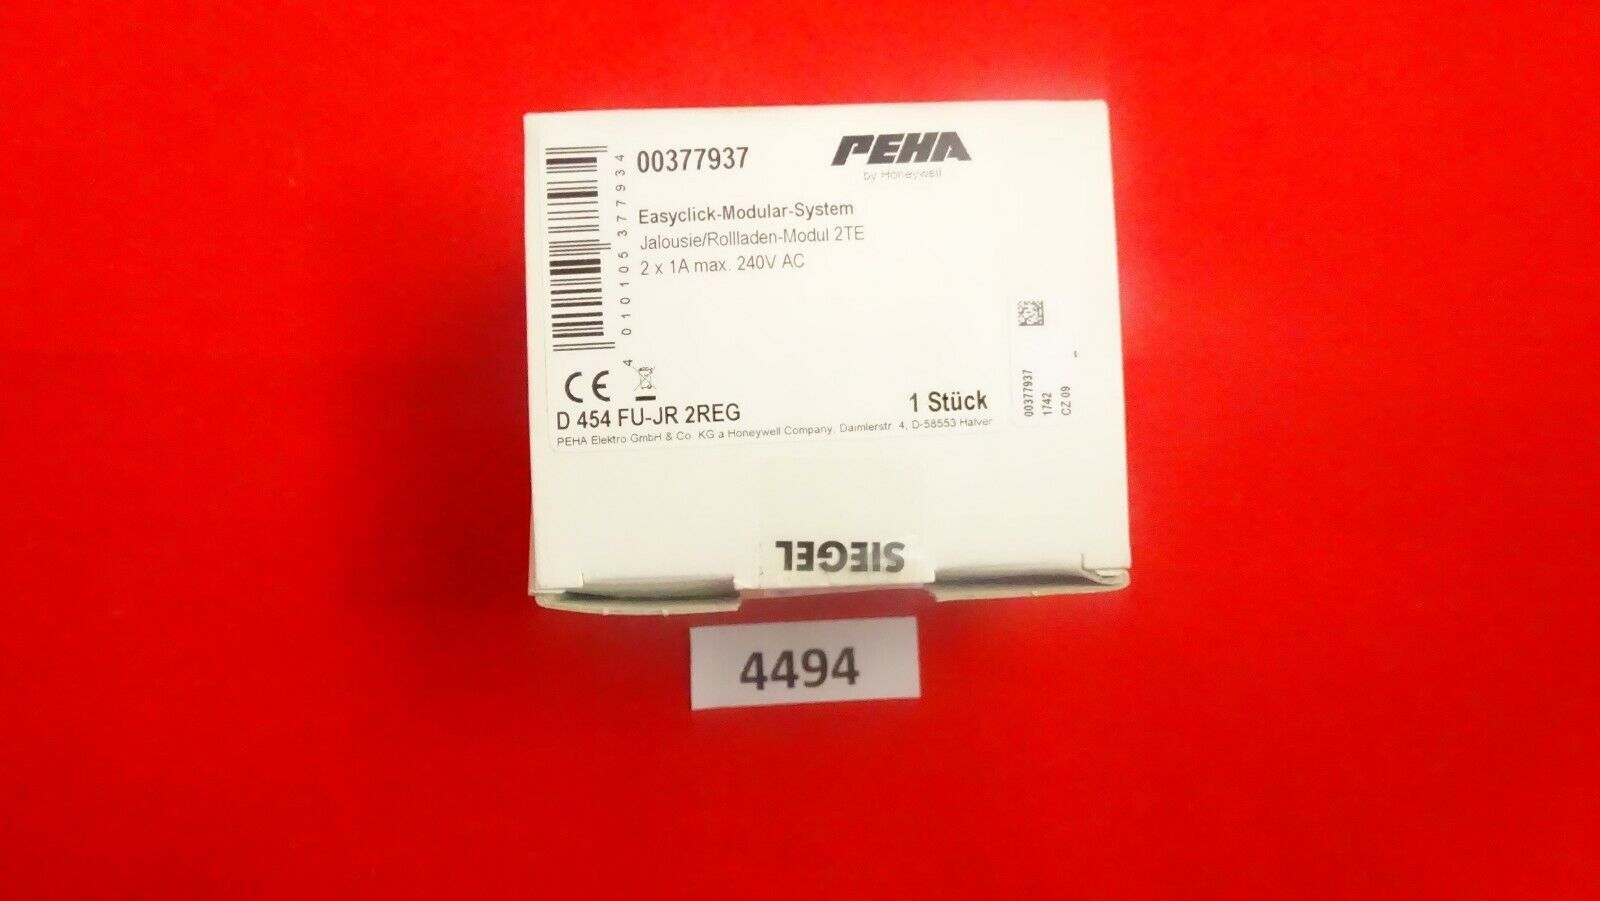 00377937
PEHA
by Honeywell
4 010105 377934
Easyclick-Modular-System
Jalousie/Rollladen-Modul 2TE
2 x 1A max. 240V AC
CE
D 454 FU-JR 2REG
1 Stück
PEHA Elektro GmbH & Co. KG a Honeywell Company, Daimlerstr. 4, D-58553 Halver
00377937
1742
CZ 09
SIEGEL
4494